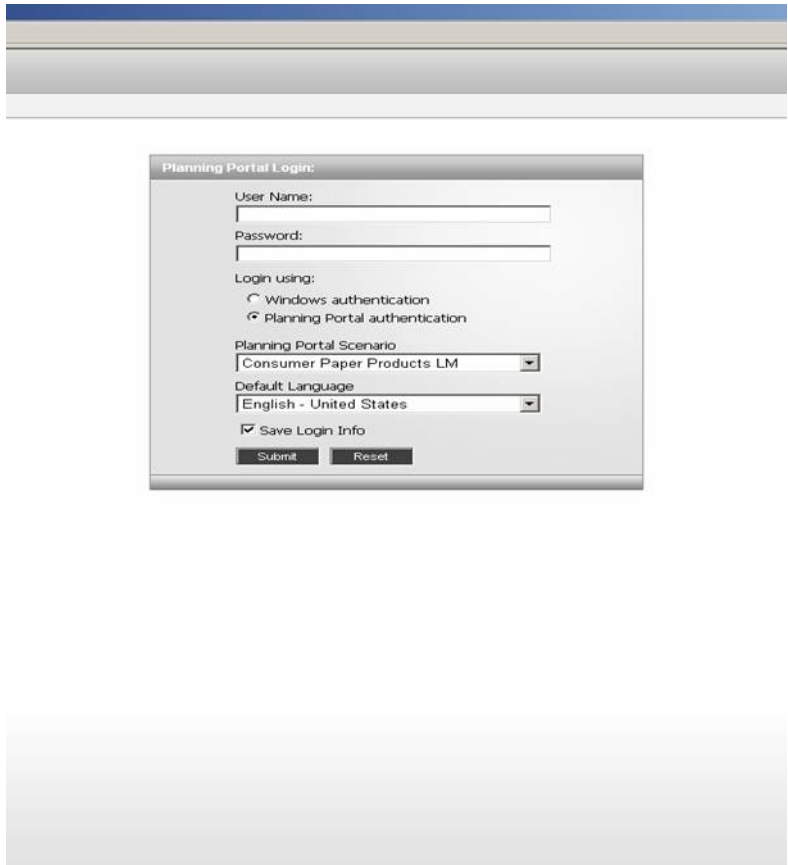 Planning Portal Login:
User Name:
Password:
Login using:
Windows authentication
Planning Portal authentication
Planning Portal Scenario
Consumer Paper Products LM
Default Language
English - United States
Save Login Info
Submit Reset